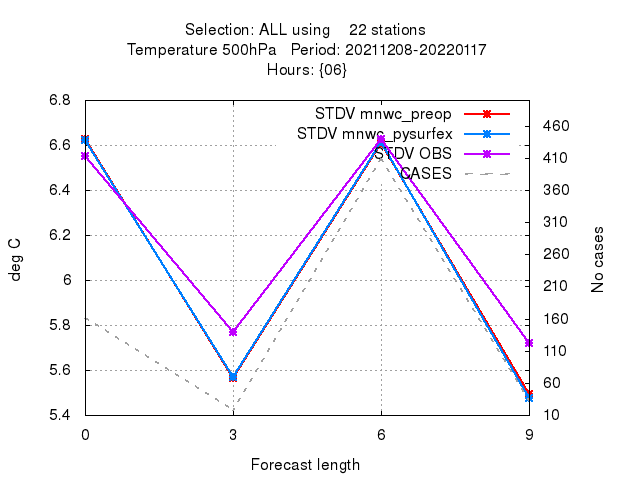 Selection: ALL using    22 stations
Temperature 500hPa   Period: 20211208-20220117
Hours: {06}
STDV mnwc_preop
STDV mnwc_pysurfex
STDV OBS
CASES
6.8
6.6
6.4
6.2
6
5.8
5.6
5.4
460
410
360
310
260
210
160
110
60
10
deg C
No cases
0 3 6 9
Forecast length